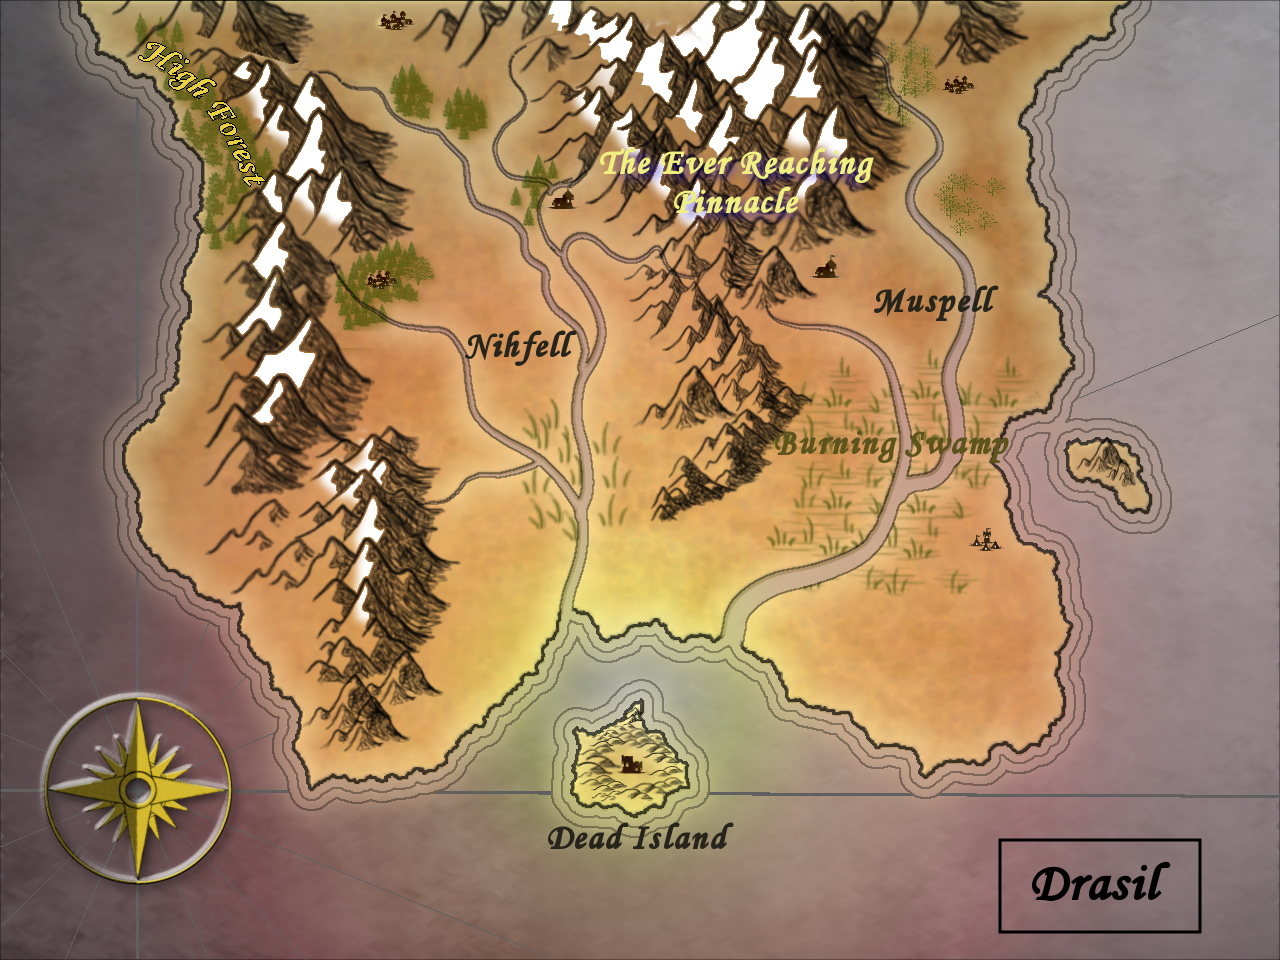 High Forest
The Ever Reaching
Pinnacle
Muspell
Nihfell
Burning Swamp
Dead Island
Drasil